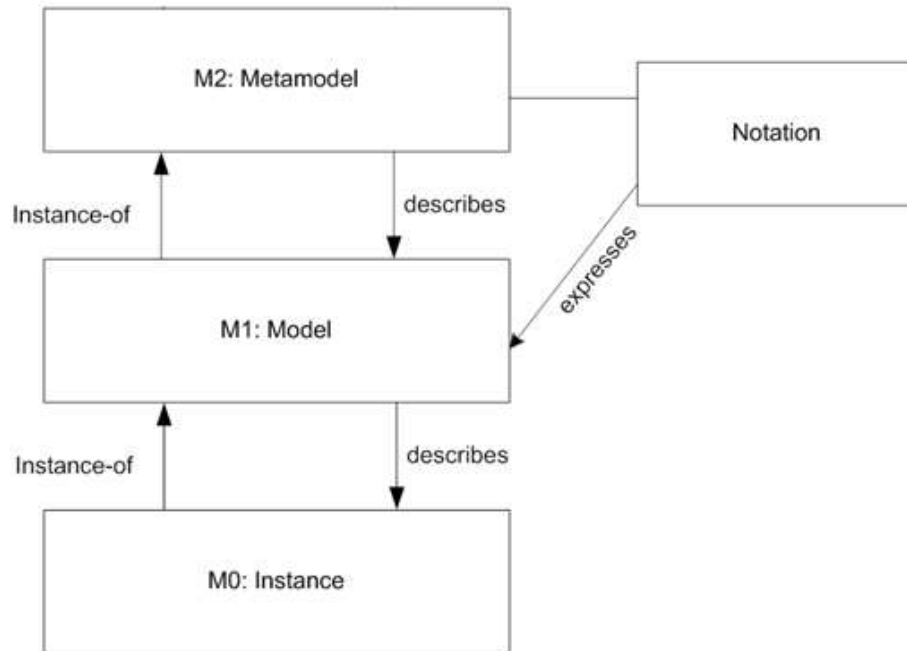 M2: Metamodel
Notation
Instance-of
describes
expresses
M1: Model
Instance-of
describes
M0: Instance